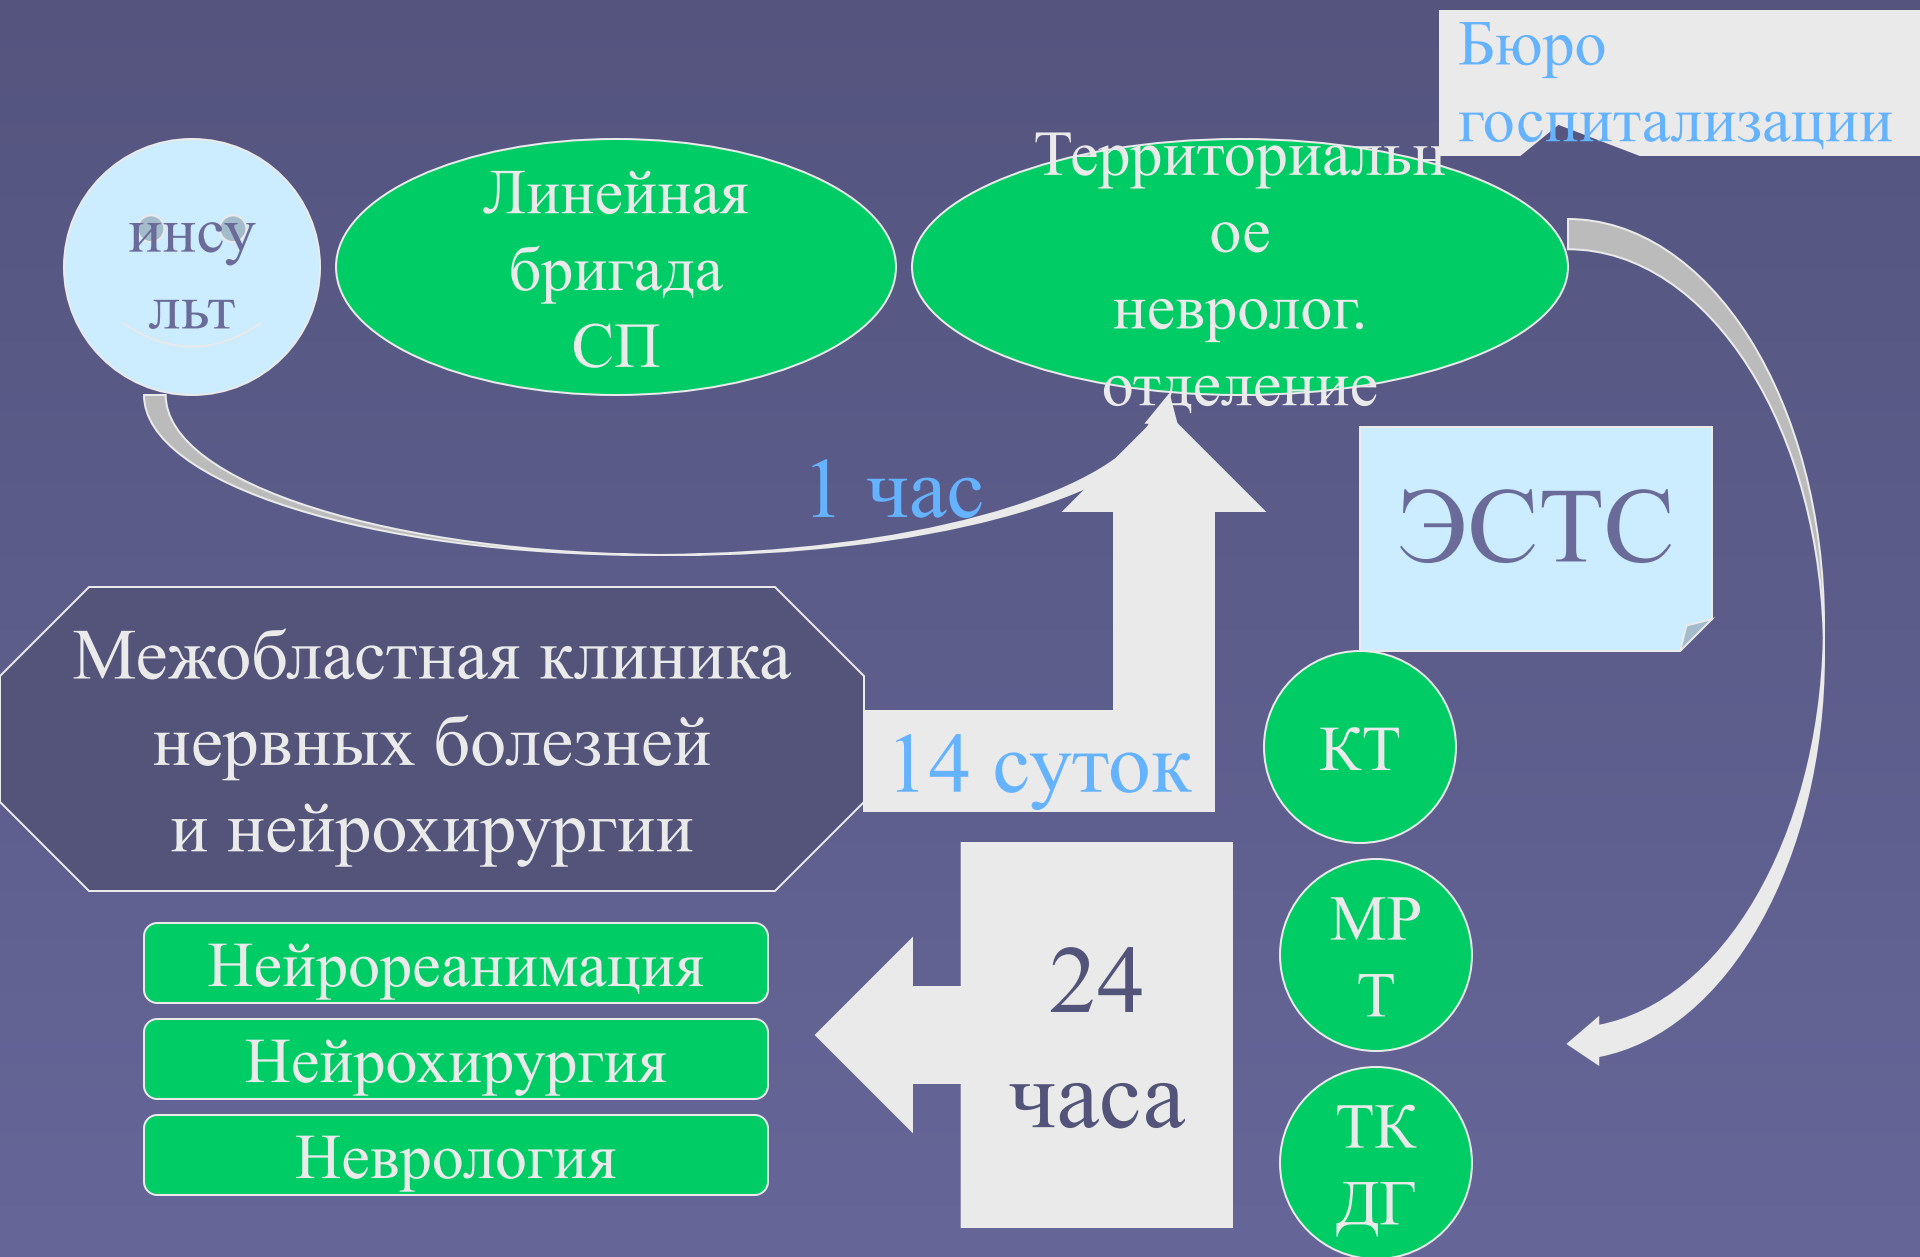 Бюро
госпитализации
инсу
льт
Линейная
бригада
СП
Территориальн
ое
невролог.
отделение
1 час
ЭСТС
Межобластная клиника
нервных болезней
и нейрохирургии
14 суток
КТ
МР
Т
ТК
ДГ
24
часа
Нейрореанимация
Нейрохирургия
Неврология